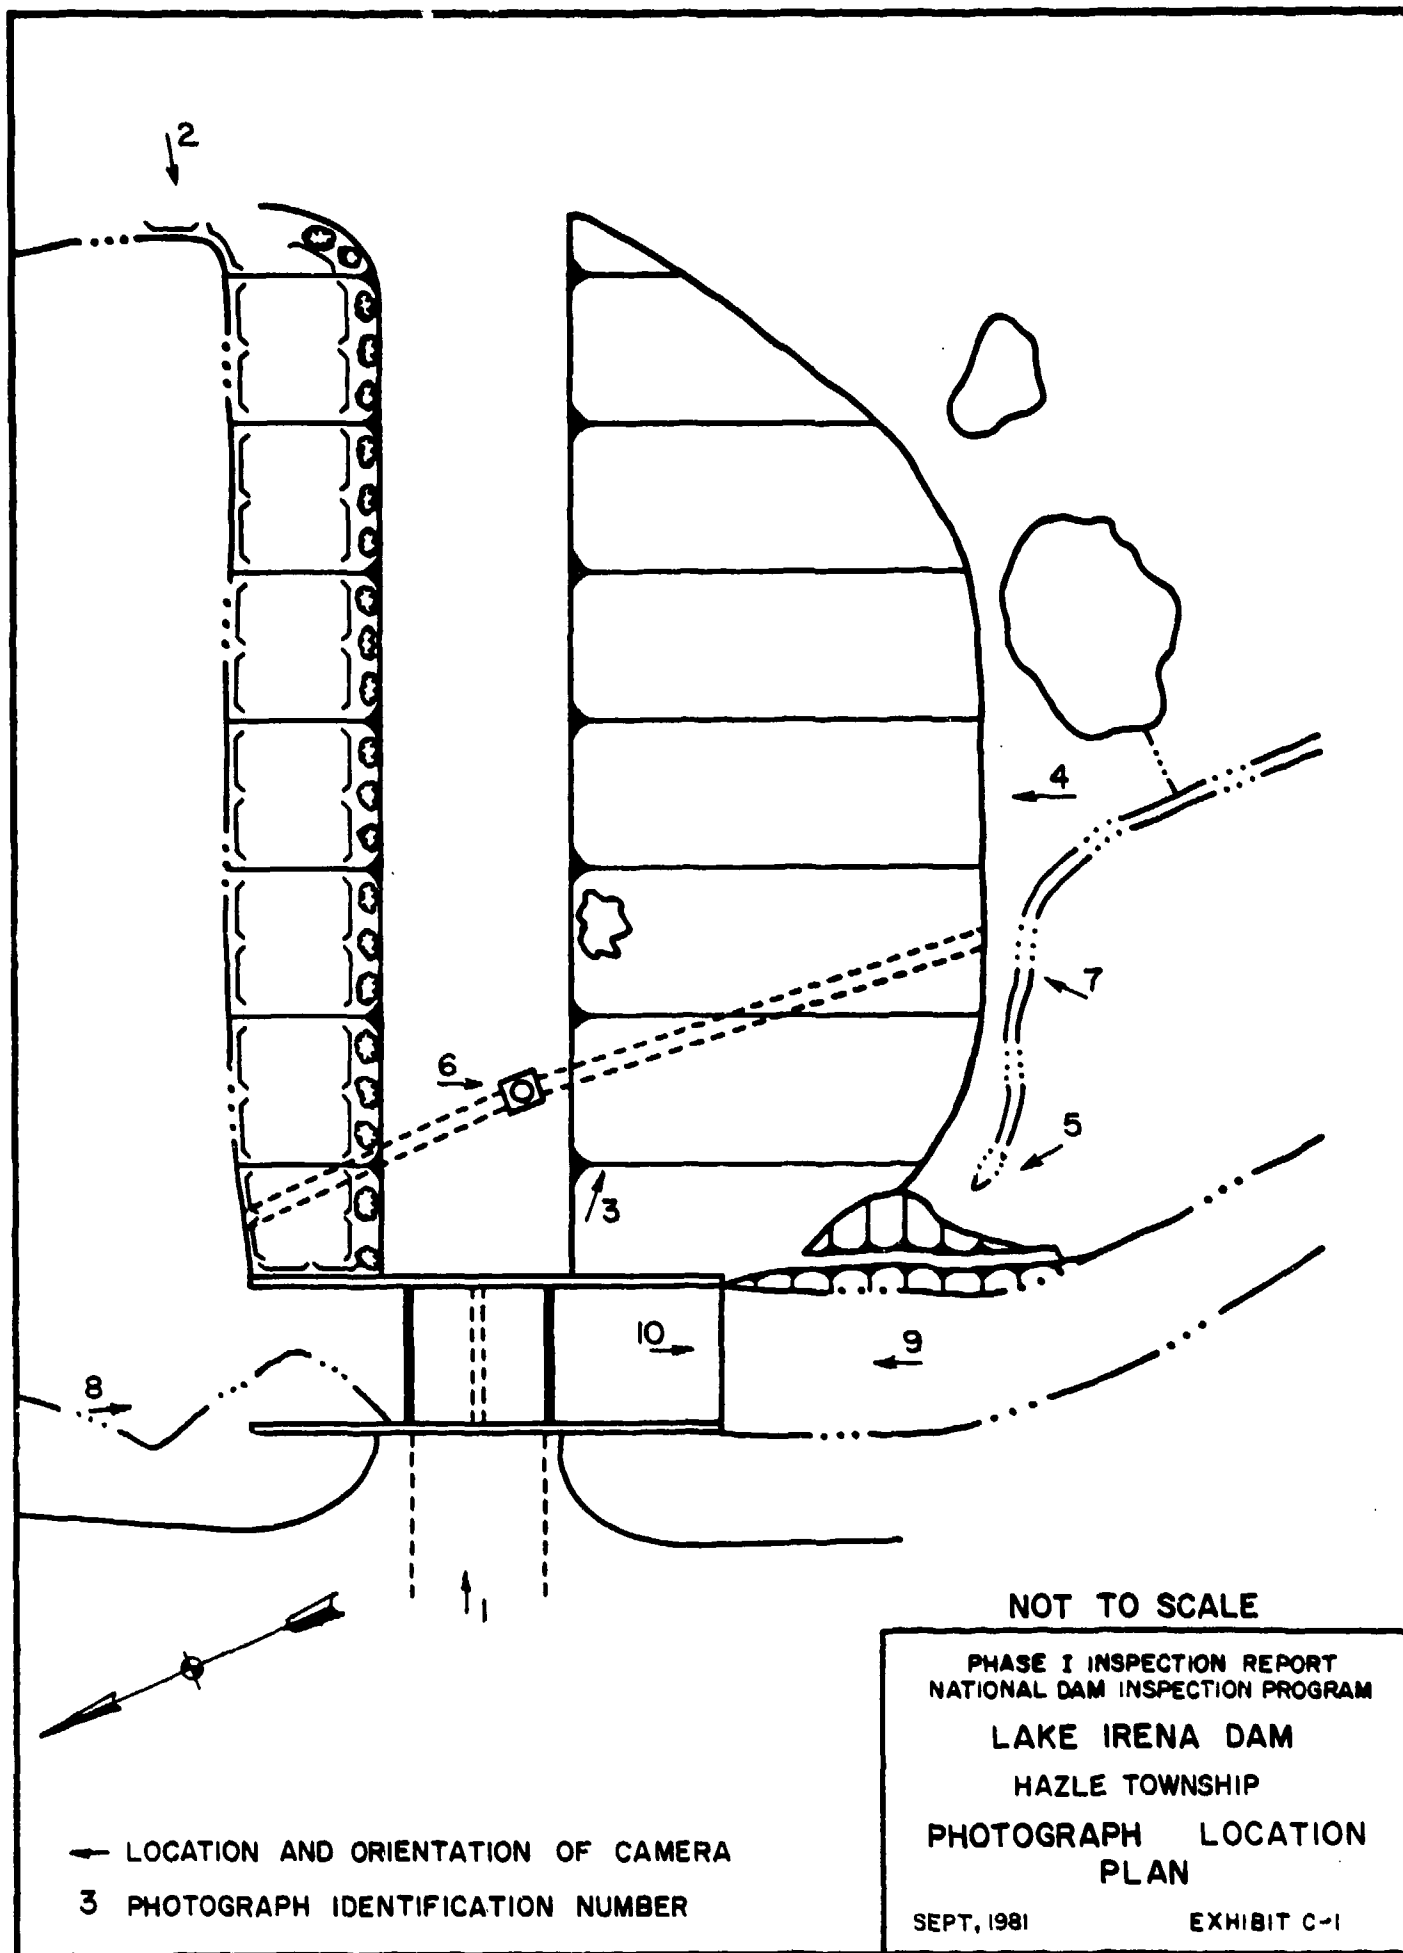 2
4
7
6
5
3
10
9
8
1
NOT TO SCALE
PHASE I INSPECTION REPORT
NATIONAL DAM INSPECTION PROGRAM
LAKE IRENA DAM
HAZLE TOWNSHIP
PHOTOGRAPH LOCATION
PLAN
SEPT, 1981 EXHIBIT C-1
← LOCATION AND ORIENTATION OF CAMERA
3 PHOTOGRAPH IDENTIFICATION NUMBER